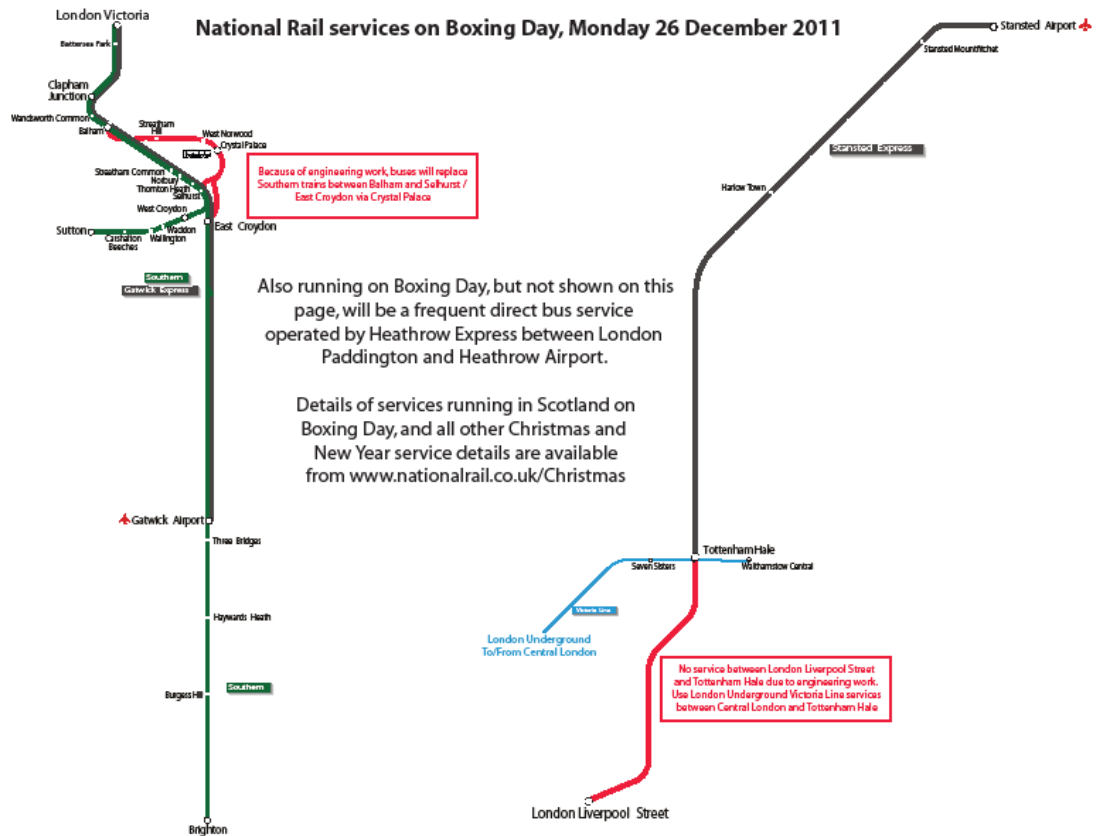 National Rail services on Boxing Day, Monday 26 December 2011
London Victoria
Battersea Park
Clapham
Junction
Wandsworth Common
Balham
Streatham
Hill
West Norwood
Crystal Palace
Streatham Common
Norbury
Thornton Heath
Selhurst
West Croydon
East Croydon
Sutton
Carshalton
Beeches
Wallington
Waddon
Because of engineering work, buses will replace
Southern trains between Balham and Selhurst /
East Croydon via Crystal Palace
Southern
Gatwick Express
Also running on Boxing Day, but not shown on this
page, will be a frequent direct bus service
operated by Heathrow Express between London
Paddington and Heathrow Airport.
Details of services running in Scotland on
Boxing Day, and all other Christmas and
New Year service details are available
from www.nationalrail.co.uk/Christmas
Gatwick Airport
Three Bridges
Haywards Heath
Burgess Hill
Southern
Brighton
Stansted Airport
Stansted Mountfitchet
Stansted Express
Harlow Town
Tottenham Hale
Seven Sisters
Walthamstow Central
Victoria Line
London Underground
To/From Central London
No service between London Liverpool Street
and Tottenham Hale due to engineering work.
Use London Underground Victoria Line services
between Central London and Tottenham Hale
London Liverpool Street